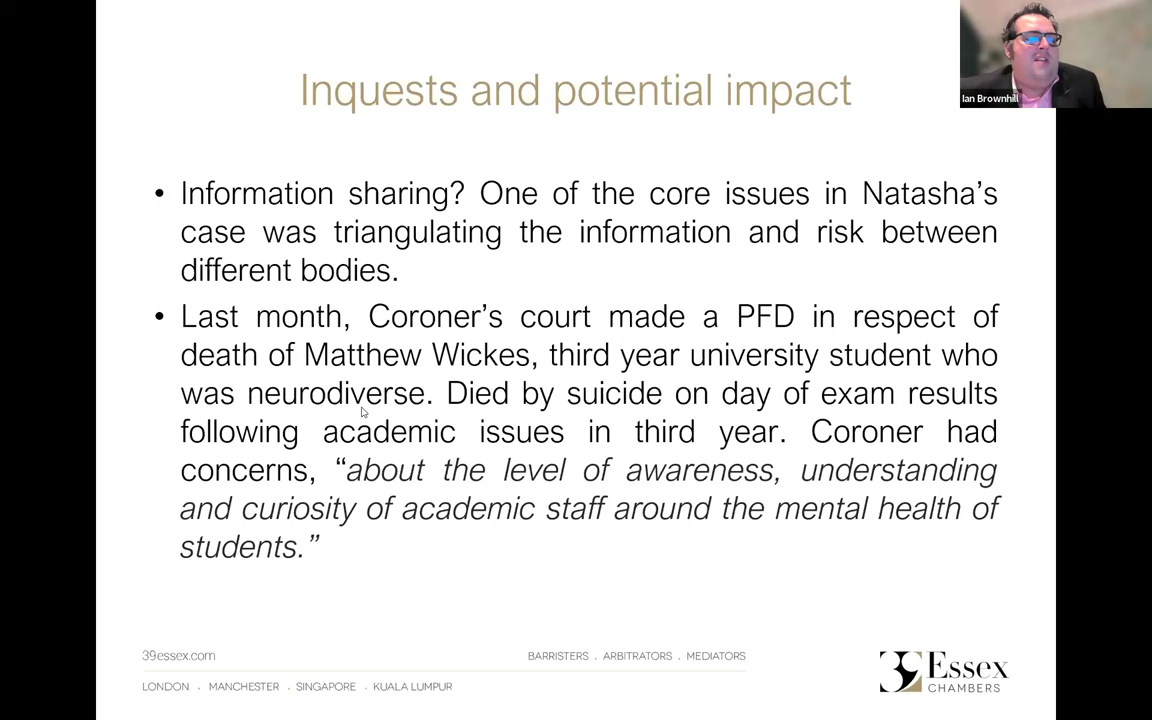 Inquests and potential impact
Ian Brownhill
• Information sharing? One of the core issues in Natasha's
case was triangulating the information and risk between
different bodies.
• Last month, Coroner's court made a PFD in respect of
death of Matthew Wickes, third year university student who
was neurodiverse. Died by suicide on day of exam results
following academic issues in third year. Coroner had
concerns, “about the level of awareness, understanding
and curiosity of academic staff around the mental health of
students.”
39essex.com
BARRISTERS . ARBITRATORS . MEDIATORS
LONDON . MANCHESTER . SINGAPORE . KUALA LUMPUR
39 Essex
CHAMBERS